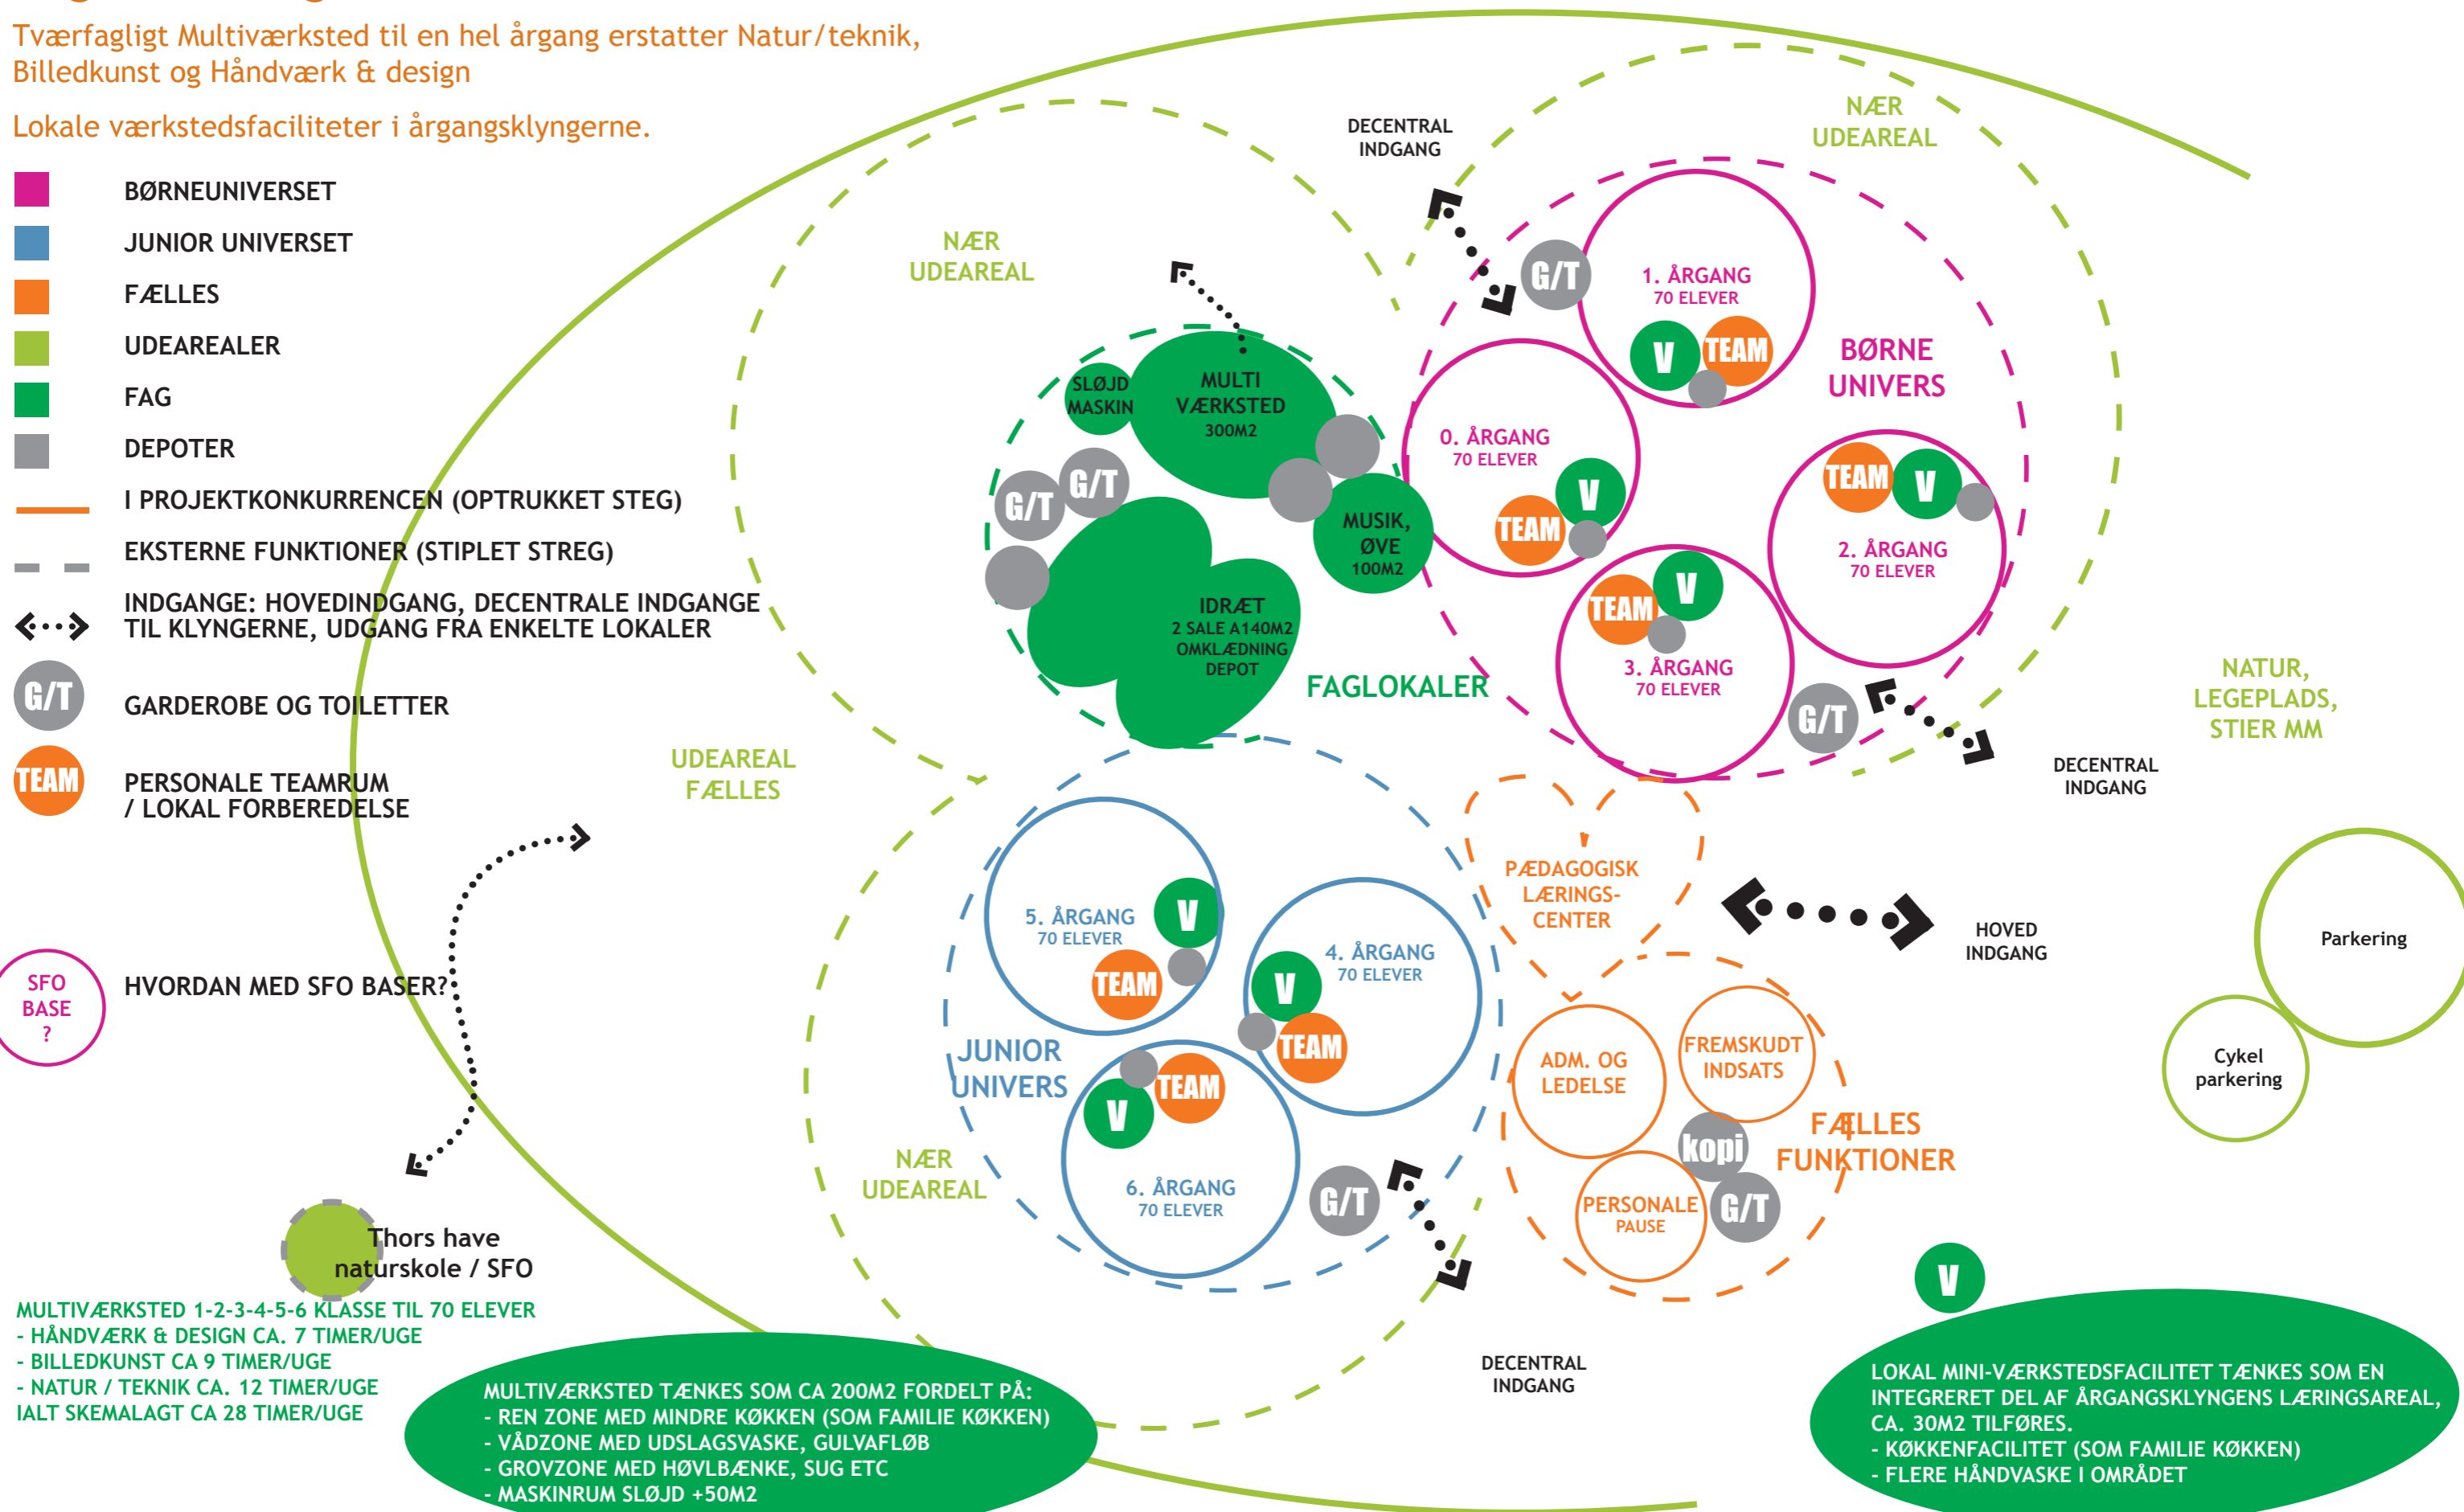 Tværfagligt Multiværksted til en hel årgang erstatter Natur/teknik,
Billedkunst og Håndværk & design
Lokale værkstedsfaciliteter i årgangsklyngerne.
BØRNEUNIVERSET
JUNIOR UNIVERSET
FÆLLES
UDEAREALER
FAG
DEPOTER
I PROJEKTKONKURRENCEN (OPTRUKKET STEG)
EKSTERNE FUNKTIONER (STIPLET STREG)
INDGANGE: HOVEDINDGANG, DECENTRALE INDGANGE
TIL KLYNGERNE, UDGANG FRA ENKELTE LOKALER
G/T
GARDEROBE OG TOILETTER
TEAM
PERSONALE TEAMRUM
/ LOKAL FORBEREDELSE
SFO
BASE
?
HVORDAN MED SFO BASER?
Thors have
naturskole / SFO
MULTIVÆRKSTED 1-2-3-4-5-6 KLASSE TIL 70 ELEVER
- HÅNDVÆRK & DESIGN CA. 7 TIMER/UGE
- BILLEDKUNST CA 9 TIMER/UGE
- NATUR / TEKNIK CA. 12 TIMER/UGE
IALT SKEMALAGT CA 28 TIMER/UGE
MULTIVÆRKSTED TÆNKES SOM CA 200M2 FORDELT PÅ:
- REN ZONE MED MINDRE KØKKEN (SOM FAMILIE KØKKEN)
- VÅDZONE MED UDSLAGSVASKE, GULVAFLØB
- GROVZONE MED HØVLBÆNKE, SUG ETC
- MASKINRUM SLØJD +50M2
NÆR
UDEAREAL
UDEAREAL
FÆLLES
SLØJD
MASKIN
MULTI
VÆRKSTED
300M2
G/T
G/T
MUSIK,
ØVE
100M2
IDRÆT
2 SALE A140M2
OMKLÆDNING
DEPOT
FAGLOKALER
DECENTRAL
INDGANG
NÆR
UDEAREAL
G/T
1. ÅRGANG
70 ELEVER
V
TEAM
BØRNE
UNIVERS
0. ÅRGANG
70 ELEVER
V
TEAM
TEAM
V
2. ÅRGANG
70 ELEVER
TEAM
V
3. ÅRGANG
70 ELEVER
G/T
DECENTRAL
INDGANG
NATUR,
LEGEPLADS,
STIER MM
5. ÅRGANG
70 ELEVER
V
TEAM
4. ÅRGANG
70 ELEVER
V
TEAM
JUNIOR
UNIVERS
TEAM
V
6. ÅRGANG
70 ELEVER
G/T
NÆR
UDEAREAL
DECENTRAL
INDGANG
PÆDAGOGISK
LÆRINGS-
CENTER
HOVED
INDGANG
ADM. OG
LEDELSE
FREMSKUDT
INDSATS
FÆLLES
FUNKTIONER
kopi
G/T
PERSONALE
PAUSE
Parkering
Cykel
parkering
V
LOKAL MINI-VÆRKSTEDSFACILITET TÆNKES SOM EN
INTEGRERET DEL AF ÅRGANGSKLYNGENS LÆRINGSAREAL,
CA. 30M2 TILFØRES.
- KØKKENFACILITET (SOM FAMILIE KØKKEN)
- FLERE HÅNDVASKE I OMRÅDET